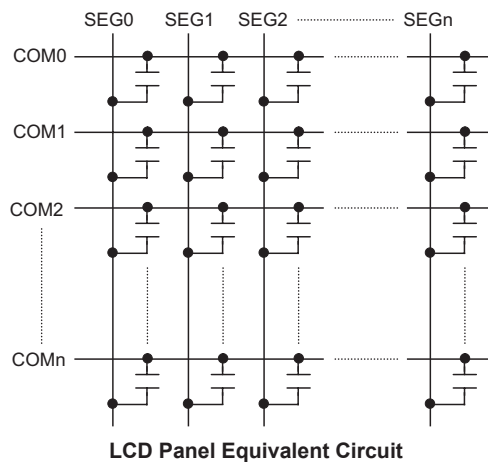 SEG0 SEG1 SEG2 SEGn
COM0
COM1
COM2
COMn
LCD Panel Equivalent Circuit